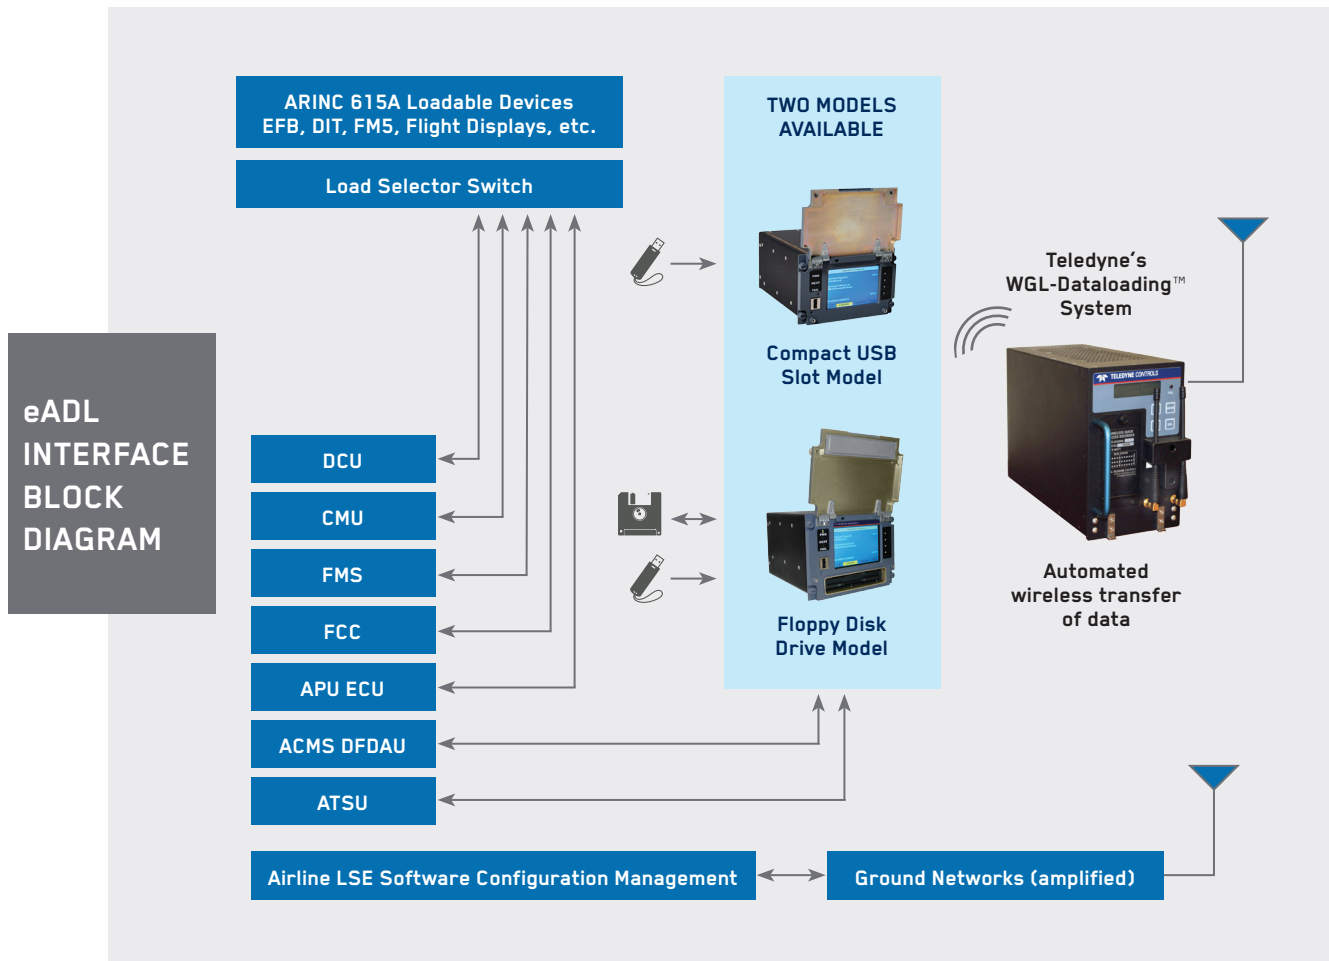 eADL
INTERFACE
BLOCK
DIAGRAM
ARINC 615A Loadable Devices
EFB, DIT, FM5, Flight Displays, etc.
Load Selector Switch
DCU
CMU
FMS
FCC
APU ECU
ACMS DFDAU
ATSU
Airline LSE Software Configuration Management
Ground Networks (amplified)
TWO MODELS
AVAILABLE
Compact USB
Slot Model
Floppy Disk
Drive Model
Teledyne's
WGL-Dataloading™
System
TELEDYNE CONTROLS
Automated
wireless transfer
of data